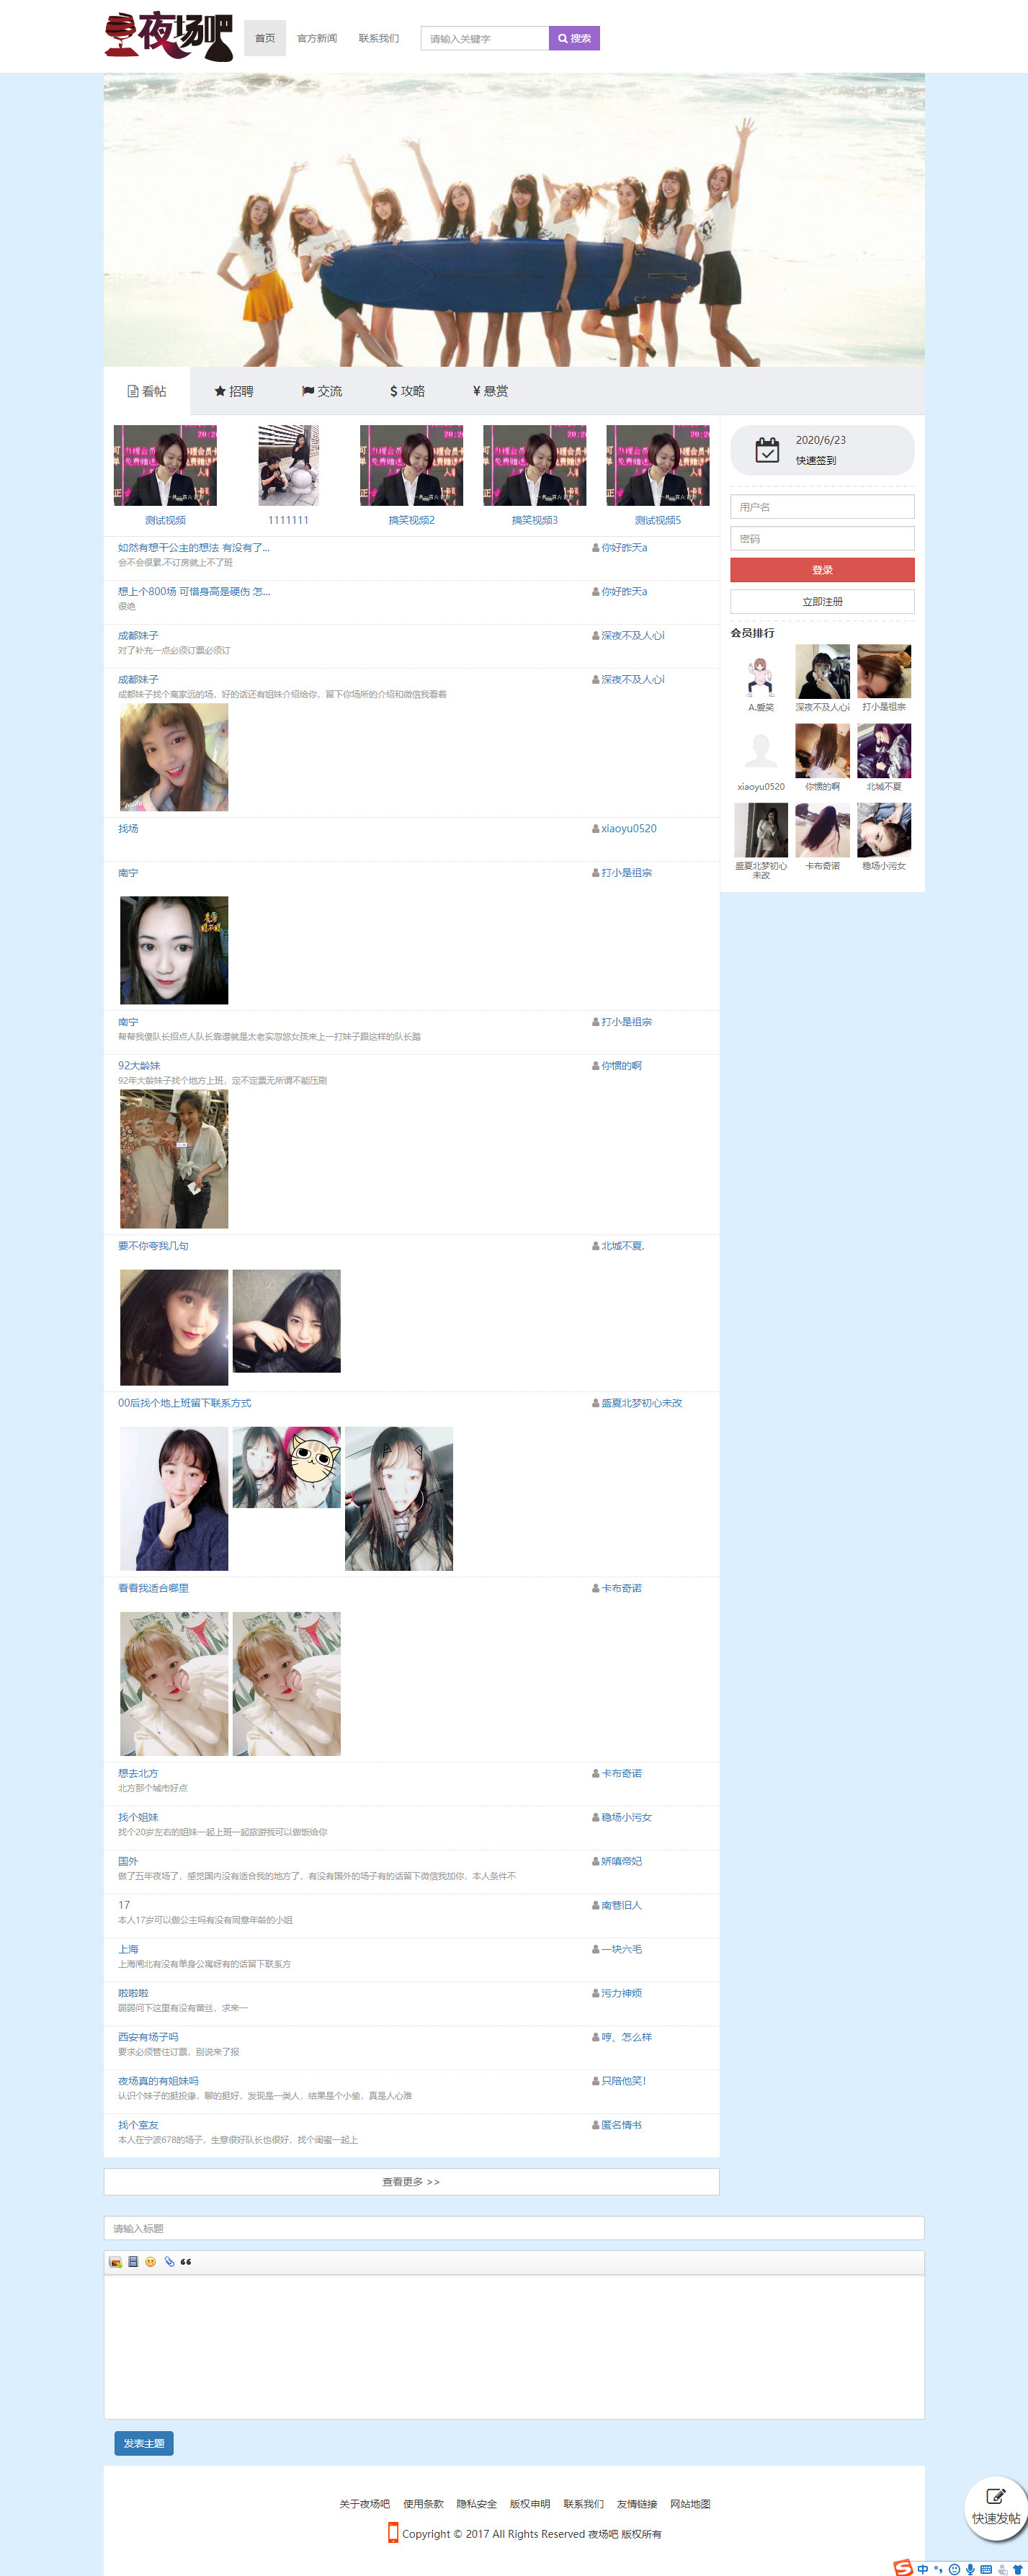 夜场吧
首页
官方新闻
联系我们
请输入关键字
搜索
看帖
招聘
交流
$ 攻略
¥ 悬赏
测试视频
1111111
搞笑视频2
搞笑视频3
测试视频5
2020/6/23
快速签到
用户名
密码
登录
立即注册
会员排行
A.爱笑
深夜不及人心i
打小是祖宗
xiaoyu0520
你惯的啊
北城不夏
盛夏北梦初心
未改
卡布奇诺
稳场小污女
如然有想干公主的想法 有没有了...
你好昨天a
会不会很累,不订房就上不了班
想上个800场 可惜身高是硬伤 怎...
你好昨天a
很绝
成都妹子
深夜不及人心i
对了补充一点必须订票必须订
成都妹子
深夜不及人心i
成都妹子找个离家远的场，好的话还有姐妹介绍给你，留下你场所的介绍和微信我看着
找场
xiaoyu0520
南宁
打小是祖宗
南宁
打小是祖宗
帮帮我傻队长招点人队长靠谱就是太老实忽悠女孩来上一打妹子跟这样的队长踏
92大龄妹
你惯的啊
92年大龄妹子找个地方上班，定不定票无所谓不能压刷
要不你夸我几句
北城不夏.
00后找个地上班留下联系方式
盛夏北梦初心未改
看看我适合哪里
卡布奇诺
想去北方
卡布奇诺
北方那个城市好点
找个姐妹
稳场小污女
找个20岁左右的姐妹一起上班一起旅游我可以做饭给你
国外
娇嗔帝妃
做了五年夜场了，感觉国内没有适合我的地方了，有没有国外的场子有的话留下微信我加你，本人条件不
17
南巷旧人
本人17岁可以做公主吗有没有同意年龄的小姐
上海
一块六毛
上海闸北有没有单身公寓呀有的话留下联系方
啦啦啦
污力神烦
弱弱问下这里有没有黄丝，求来一
西安有场子吗
哼、怎么样
要求必须管住订票，别说来了报
夜场真的有姐妹吗
只陪他笑!
认识个妹子的挺投缘，聊的挺好，发现是一类人，结果是个小偷，真是人心难
找个室友
匿名情书
本人在宁波678的场子，生意很好队长也很好，找个闺蜜一起上
查看更多 >>
请输入标题
发表主题
关于夜场吧
使用条款
隐私安全
版权申明
联系我们
友情链接
网站地图
Copyright © 2017 All Rights Reserved 夜场吧 版权所有
快速发帖
中